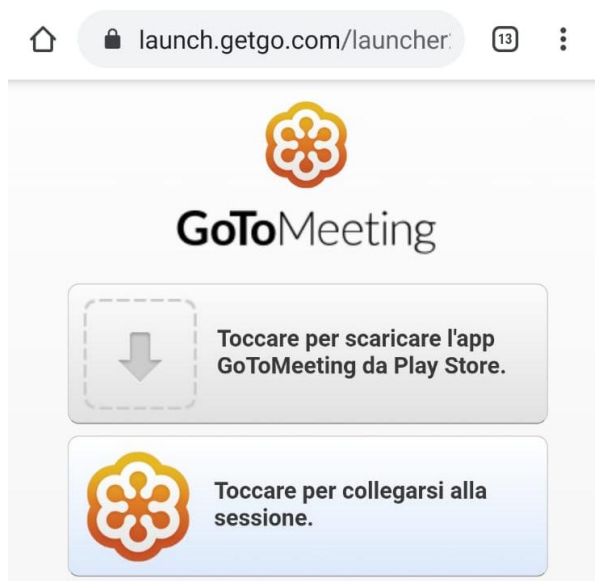 launch.getgo.com/launcher
13
GoToMeeting
Toccare per scaricare l'app
GoToMeeting da Play Store.
Toccare per collegarsi alla
sessione.